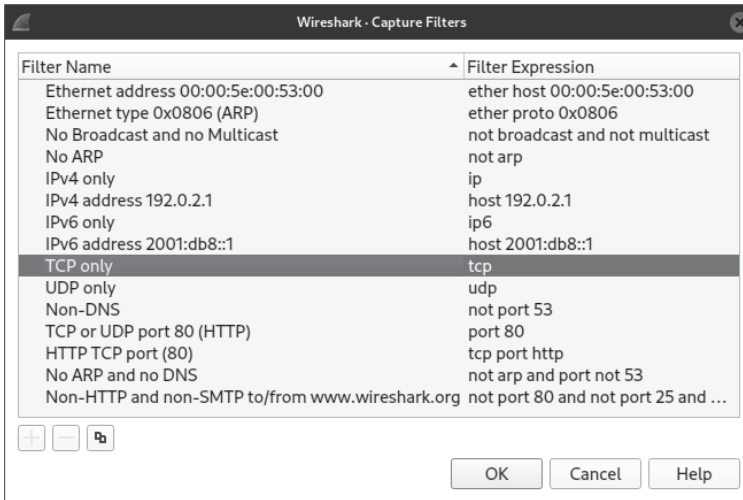 Wireshark · Capture Filters
Filter Name Filter Expression
Ethernet address 00:00:5e:00:53:00 ether host 00:00:5e:00:53:00
Ethernet type 0x0806 (ARP) ether proto 0x0806
No Broadcast and no Multicast not broadcast and not multicast
No ARP not arp
IPv4 only ip
IPv4 address 192.0.2.1 host 192.0.2.1
IPv6 only ip6
IPv6 address 2001:db8::1 host 2001:db8::1
TCP only tcp
UDP only udp
Non-DNS not port 53
TCP or UDP port 80 (HTTP) port 80
HTTP TCP port (80) tcp port http
No ARP and no DNS not arp and port not 53
Non-HTTP and non-SMTP to/from www.wireshark.org not port 80 and not port 25 and ...
OK Cancel Help